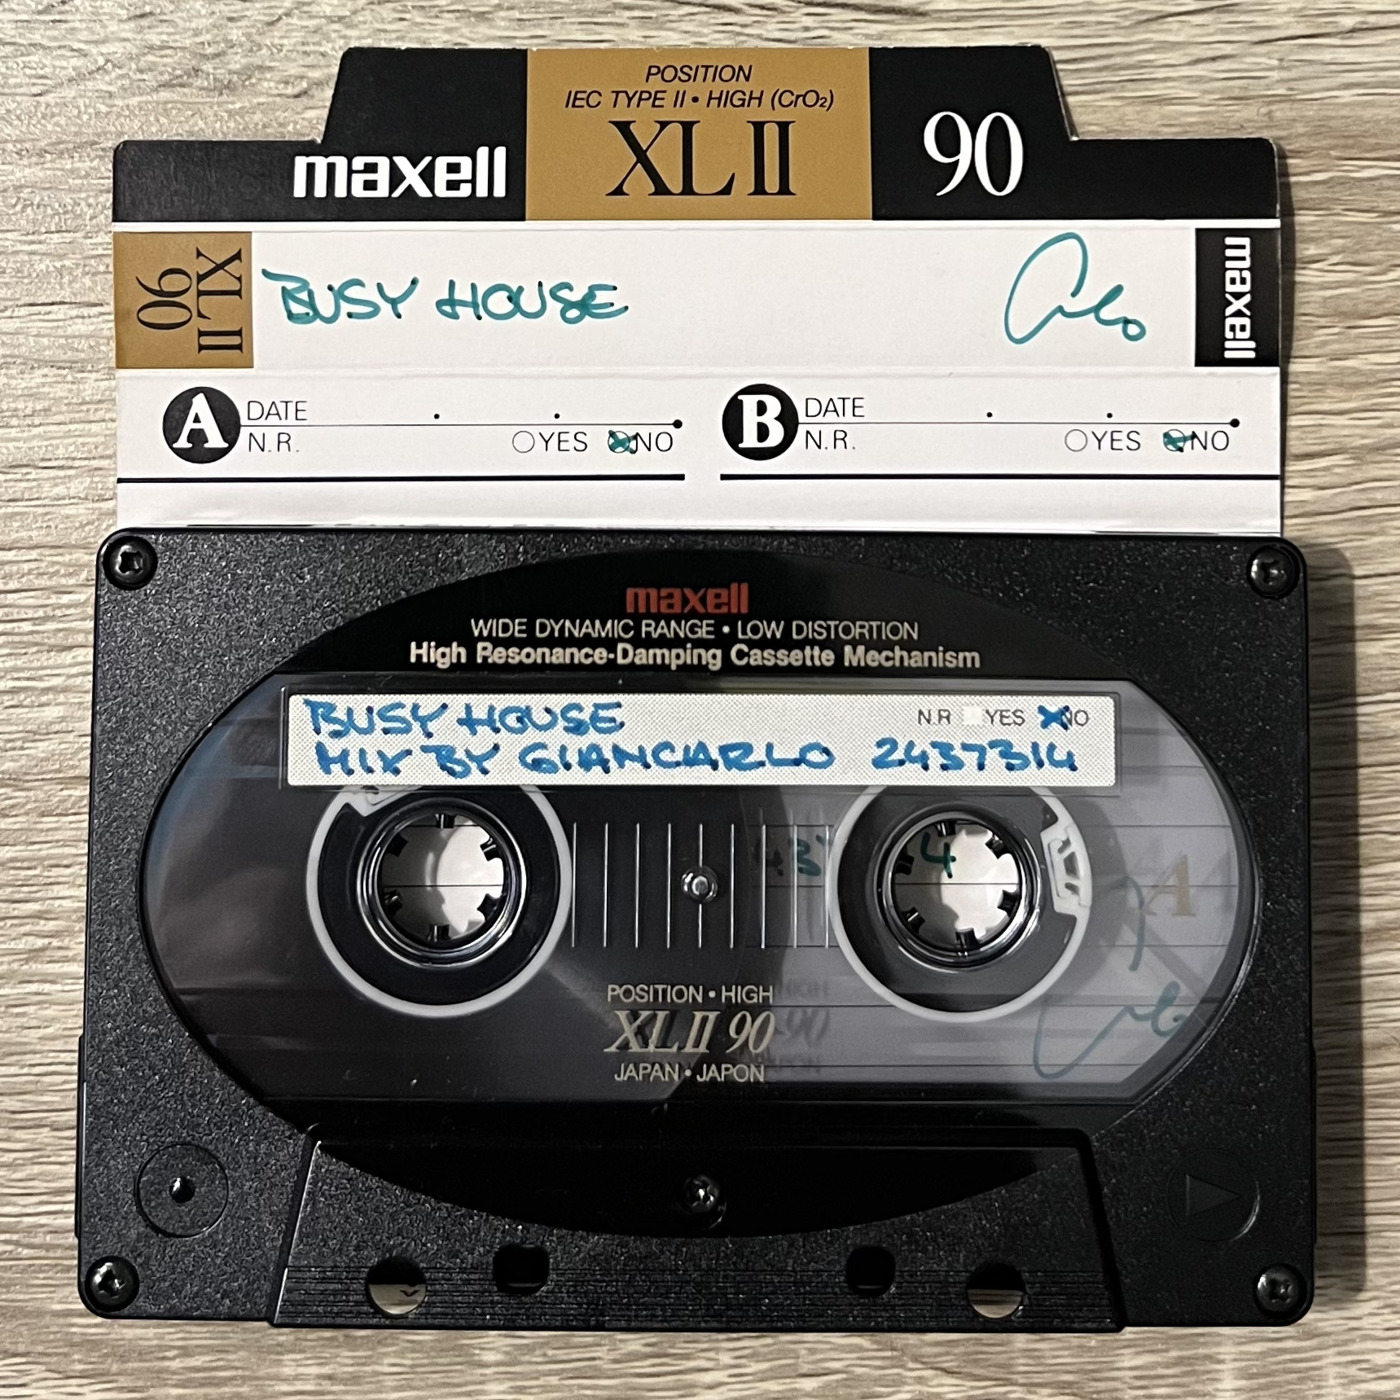 POSITION
IEC TYPE II • HIGH (CrO₂)
maxell XL II 90
XL II 90
BUSY HOUSE
maxell
A DATE
N.R. YES NO
B DATE
N.R. YES NO
maxell
WIDE DYNAMIC RANGE • LOW DISTORTION
High Resonance-Damping Cassette Mechanism
BUSY HOUSE N.R YES NO
MIX BY GIANCARLO 2437314
4
A
POSITION • HIGH
XL II 90
JAPAN • JAPON